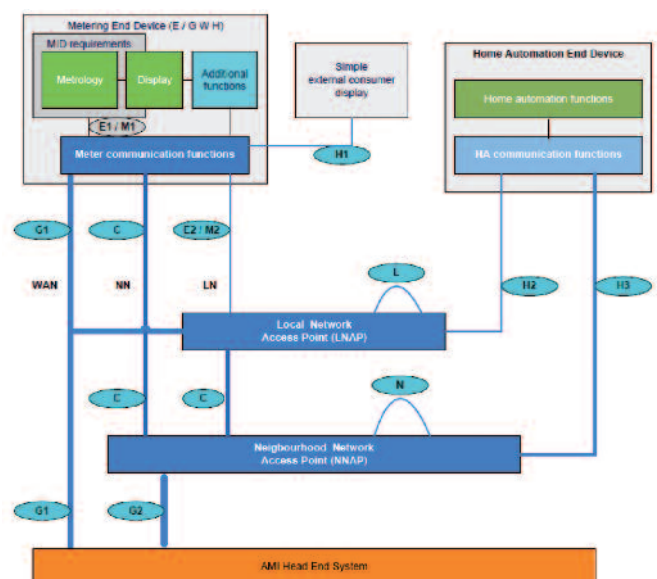 Metering End Device (E / G W H)
MID requirements
Metrology
Display
Additional
functions
E1 / M1
Meter communication functions
Simple
external consumer
display
H1
Home Automation End Device
Home automation functions
HA communication functions
G1
C
E2 / M2
WAN
NN
LN
L
H2
H3
Local Network
Access Point (LNAP)
C
C
N
Neighbourhood Network
Access Point (NNAP)
G1
G2
AMI Head End System